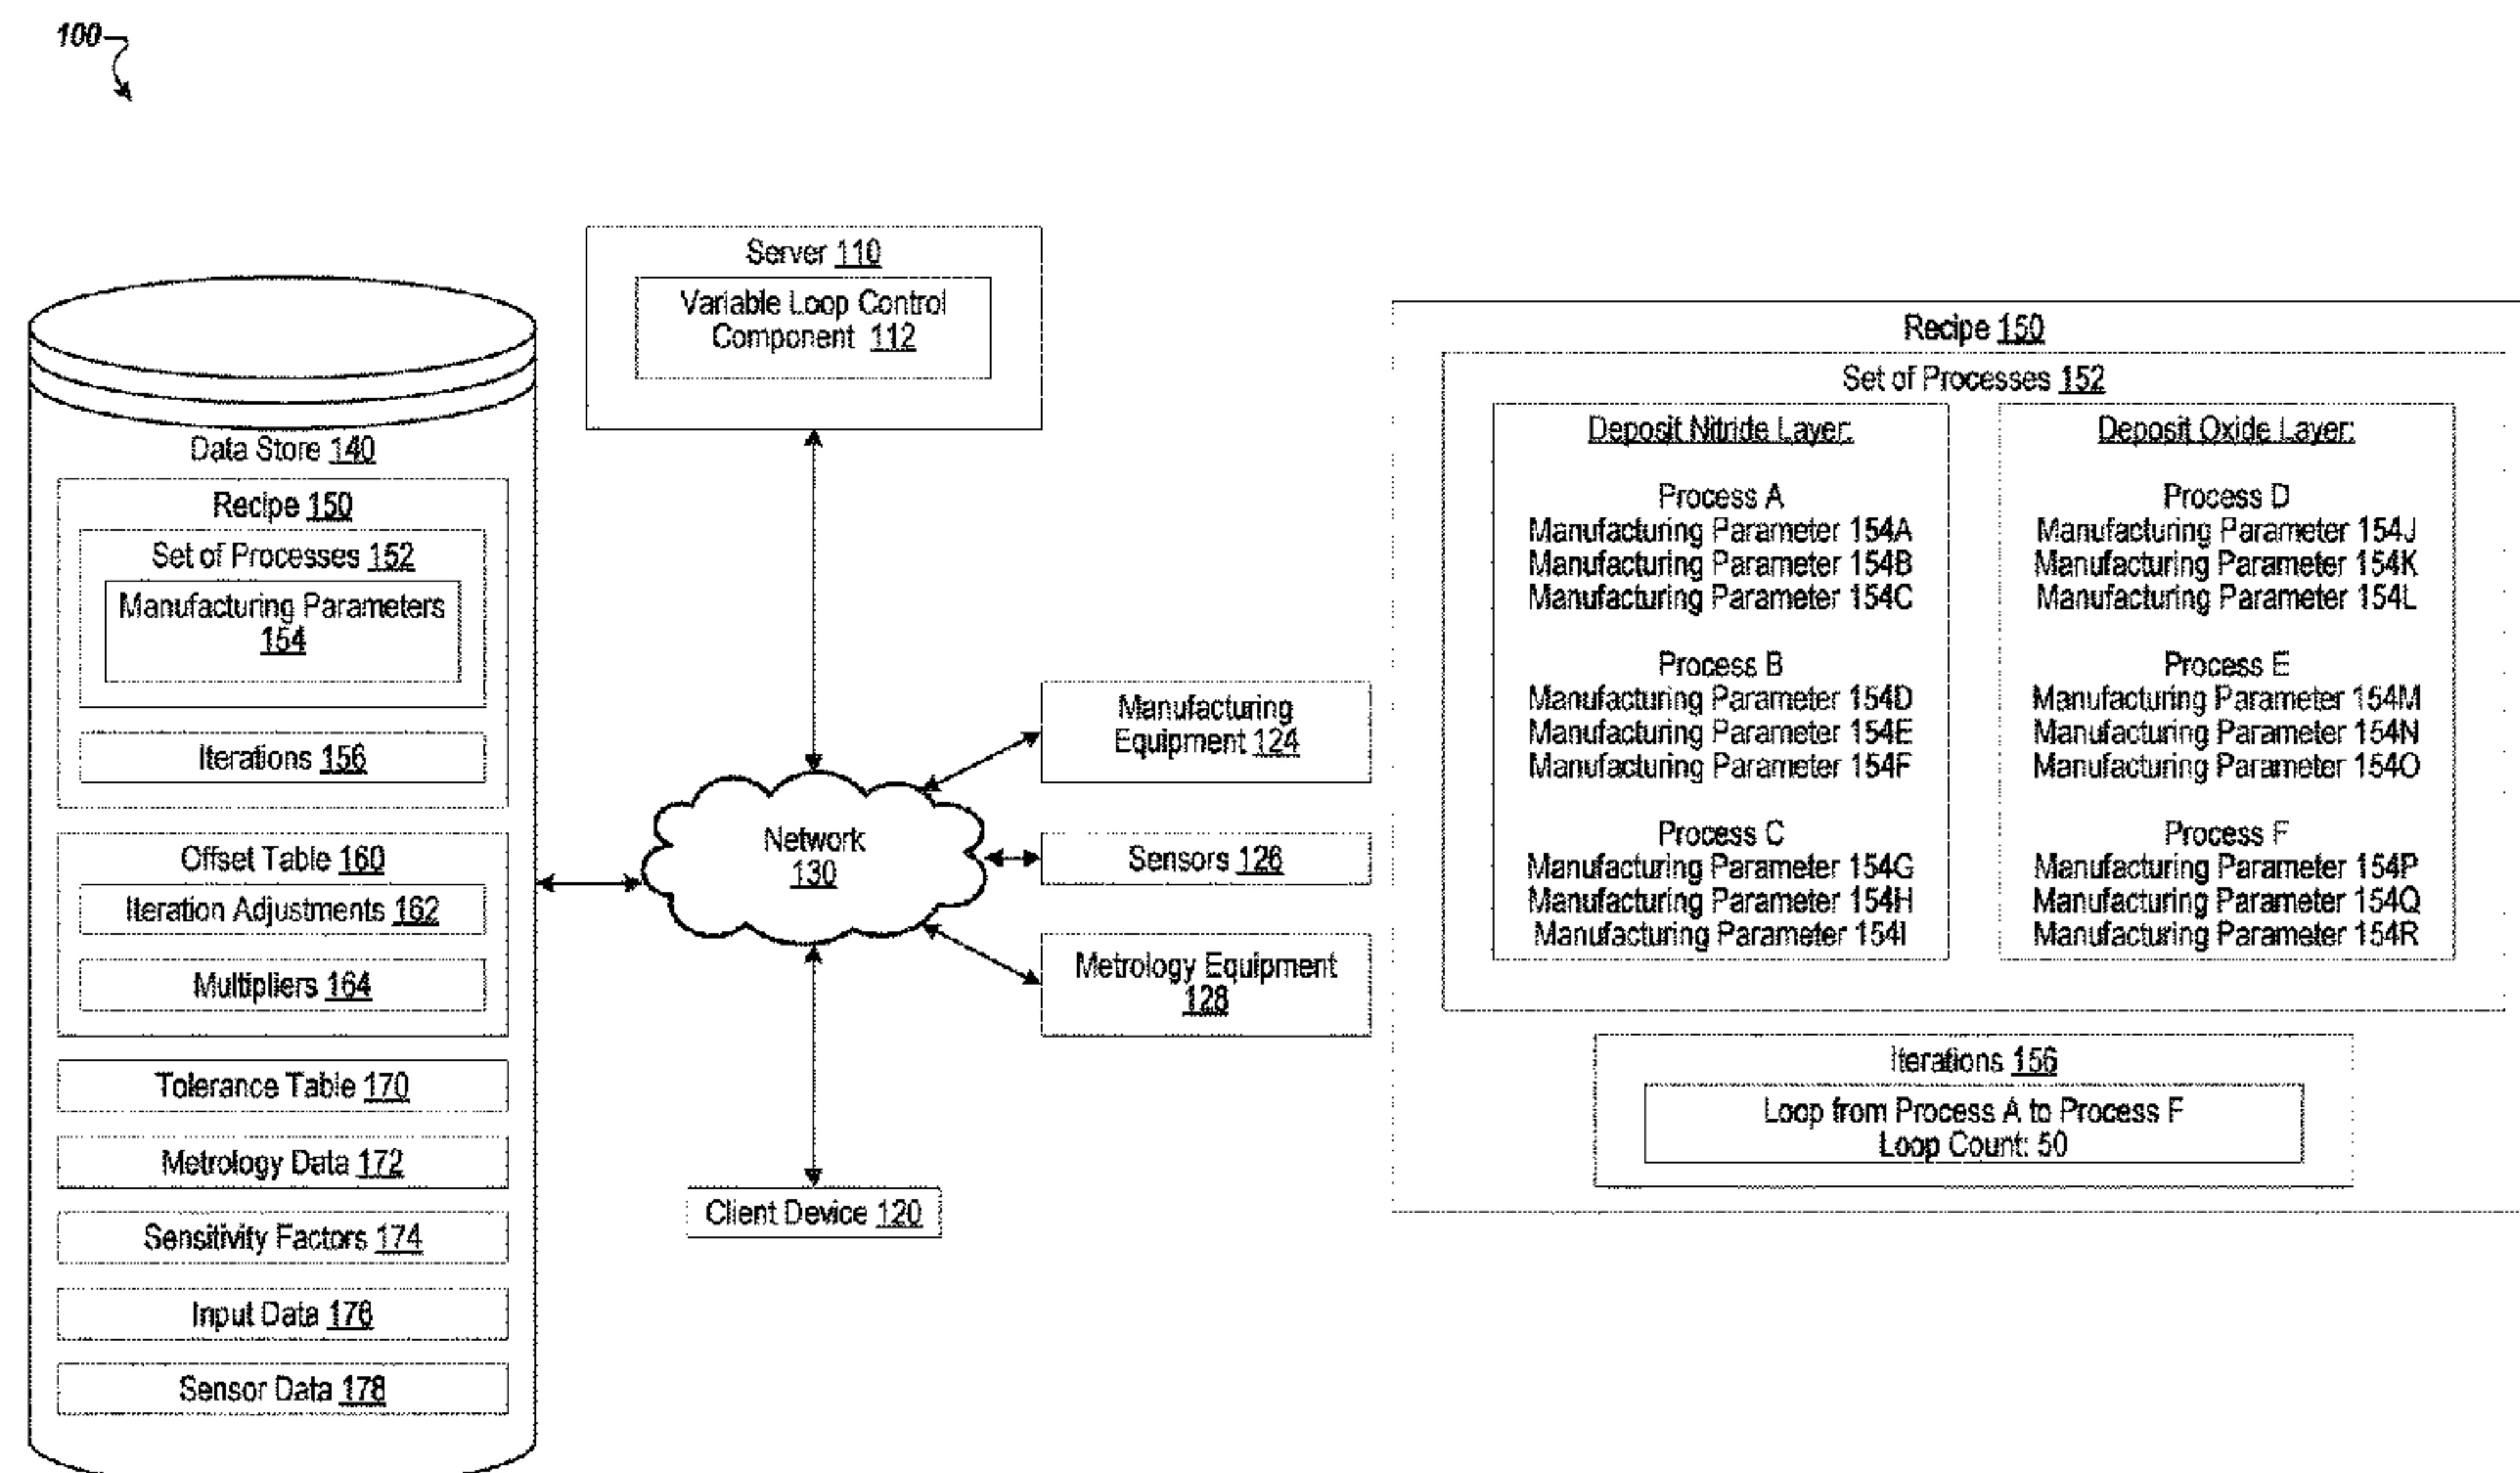 100
Server 110
Variable Loop Control
Component 112
Data Store 140
Recipe 150
Set of Processes 152
Manufacturing Parameters
154
Iterations 156
Offset Table 160
Iteration Adjustments 162
Multipliers 164
Tolerance Table 170
Metrology Data 172
Sensitivity Factors 174
Input Data 176
Sensor Data 178
Network
130
Manufacturing
Equipment 124
Sensors 126
Metrology Equipment
128
Client Device 120
Recipe 150
Set of Processes 152
Deposit Nitride Layer:
Process A
Manufacturing Parameter 154A
Manufacturing Parameter 154B
Manufacturing Parameter 154C
Process B
Manufacturing Parameter 154D
Manufacturing Parameter 154E
Manufacturing Parameter 154F
Process C
Manufacturing Parameter 154G
Manufacturing Parameter 154H
Manufacturing Parameter 154I
Deposit Oxide Layer:
Process D
Manufacturing Parameter 154J
Manufacturing Parameter 154K
Manufacturing Parameter 154L
Process E
Manufacturing Parameter 154M
Manufacturing Parameter 154N
Manufacturing Parameter 154O
Process F
Manufacturing Parameter 154P
Manufacturing Parameter 154Q
Manufacturing Parameter 154R
Iterations 156
Loop from Process A to Process F
Loop Count: 50